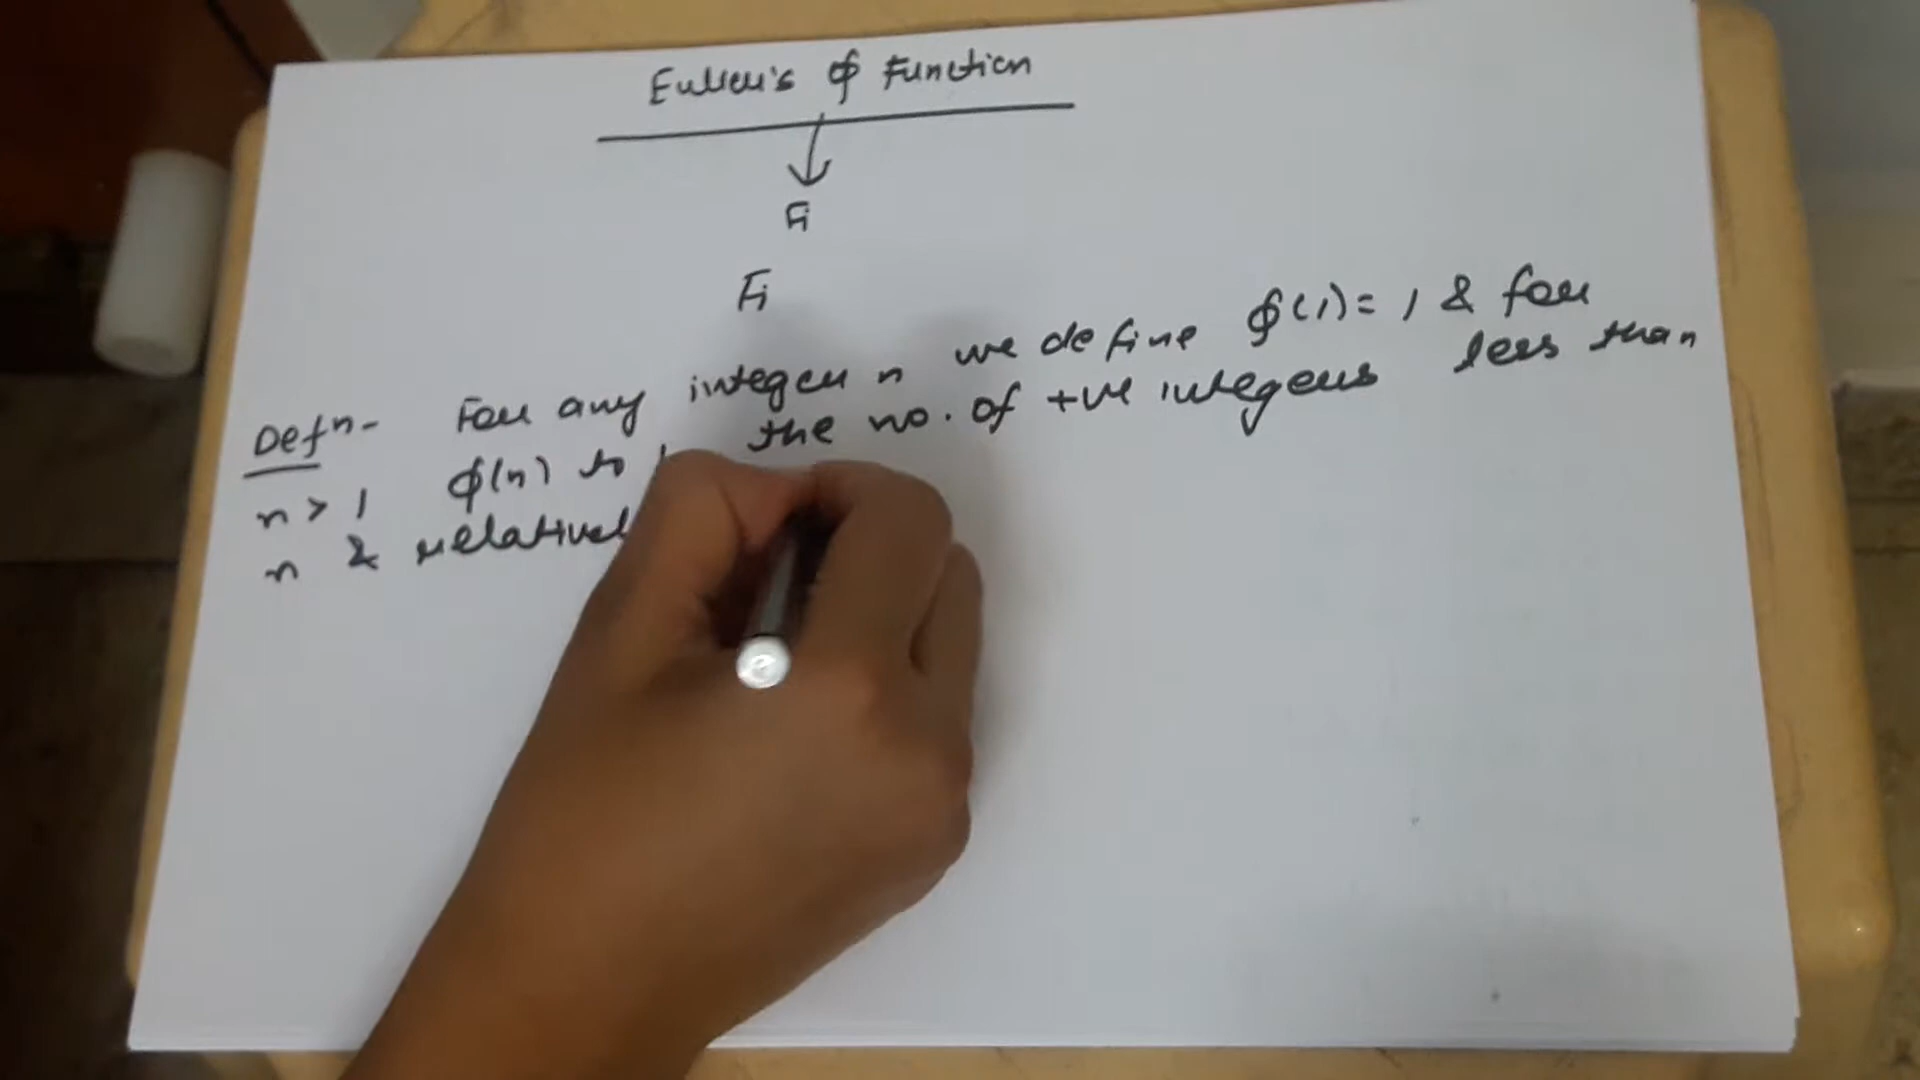 Euler's ϕ Function
Fi
Fi
Defn- For any integer n we define ϕ(1) = 1 & for
n > 1 ϕ(n) to the no. of +ve integers less than
n & relatively